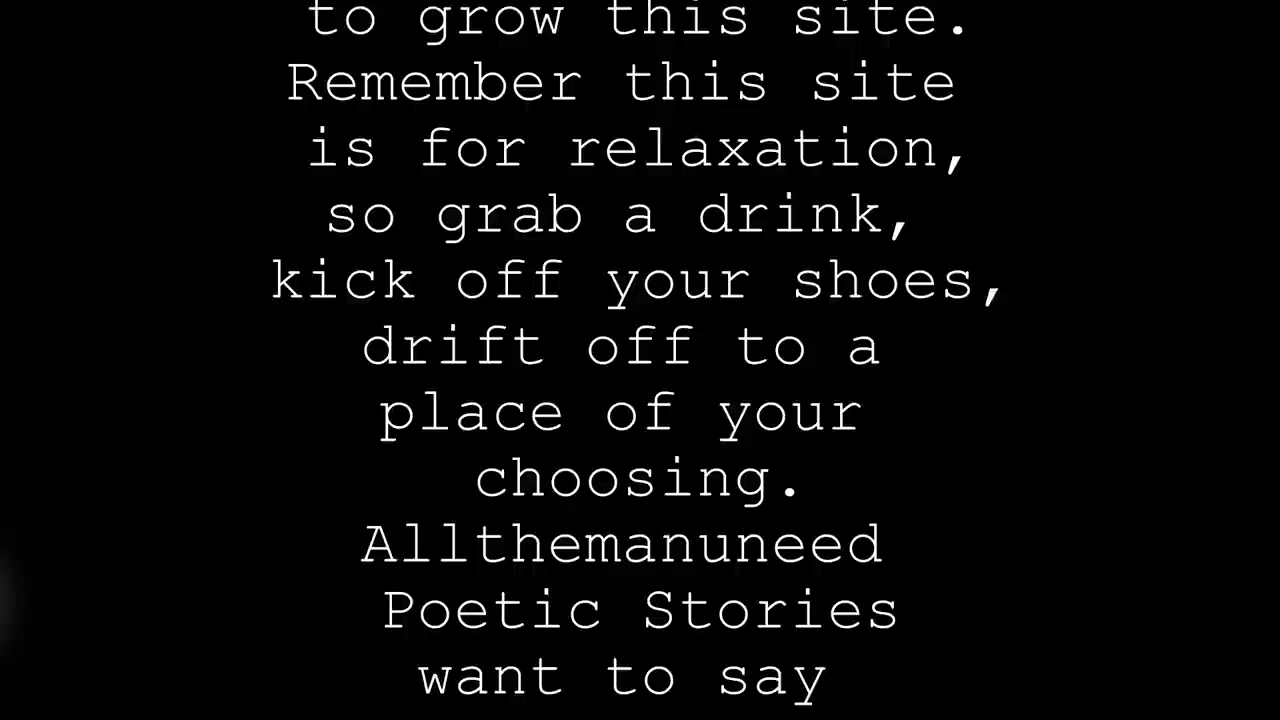 to grow this site.
Remember this site
is for relaxation,
so grab a drink,
kick off your shoes,
drift off to a
place of your
choosing.
Allthemanuneed
Poetic Stories
want to say